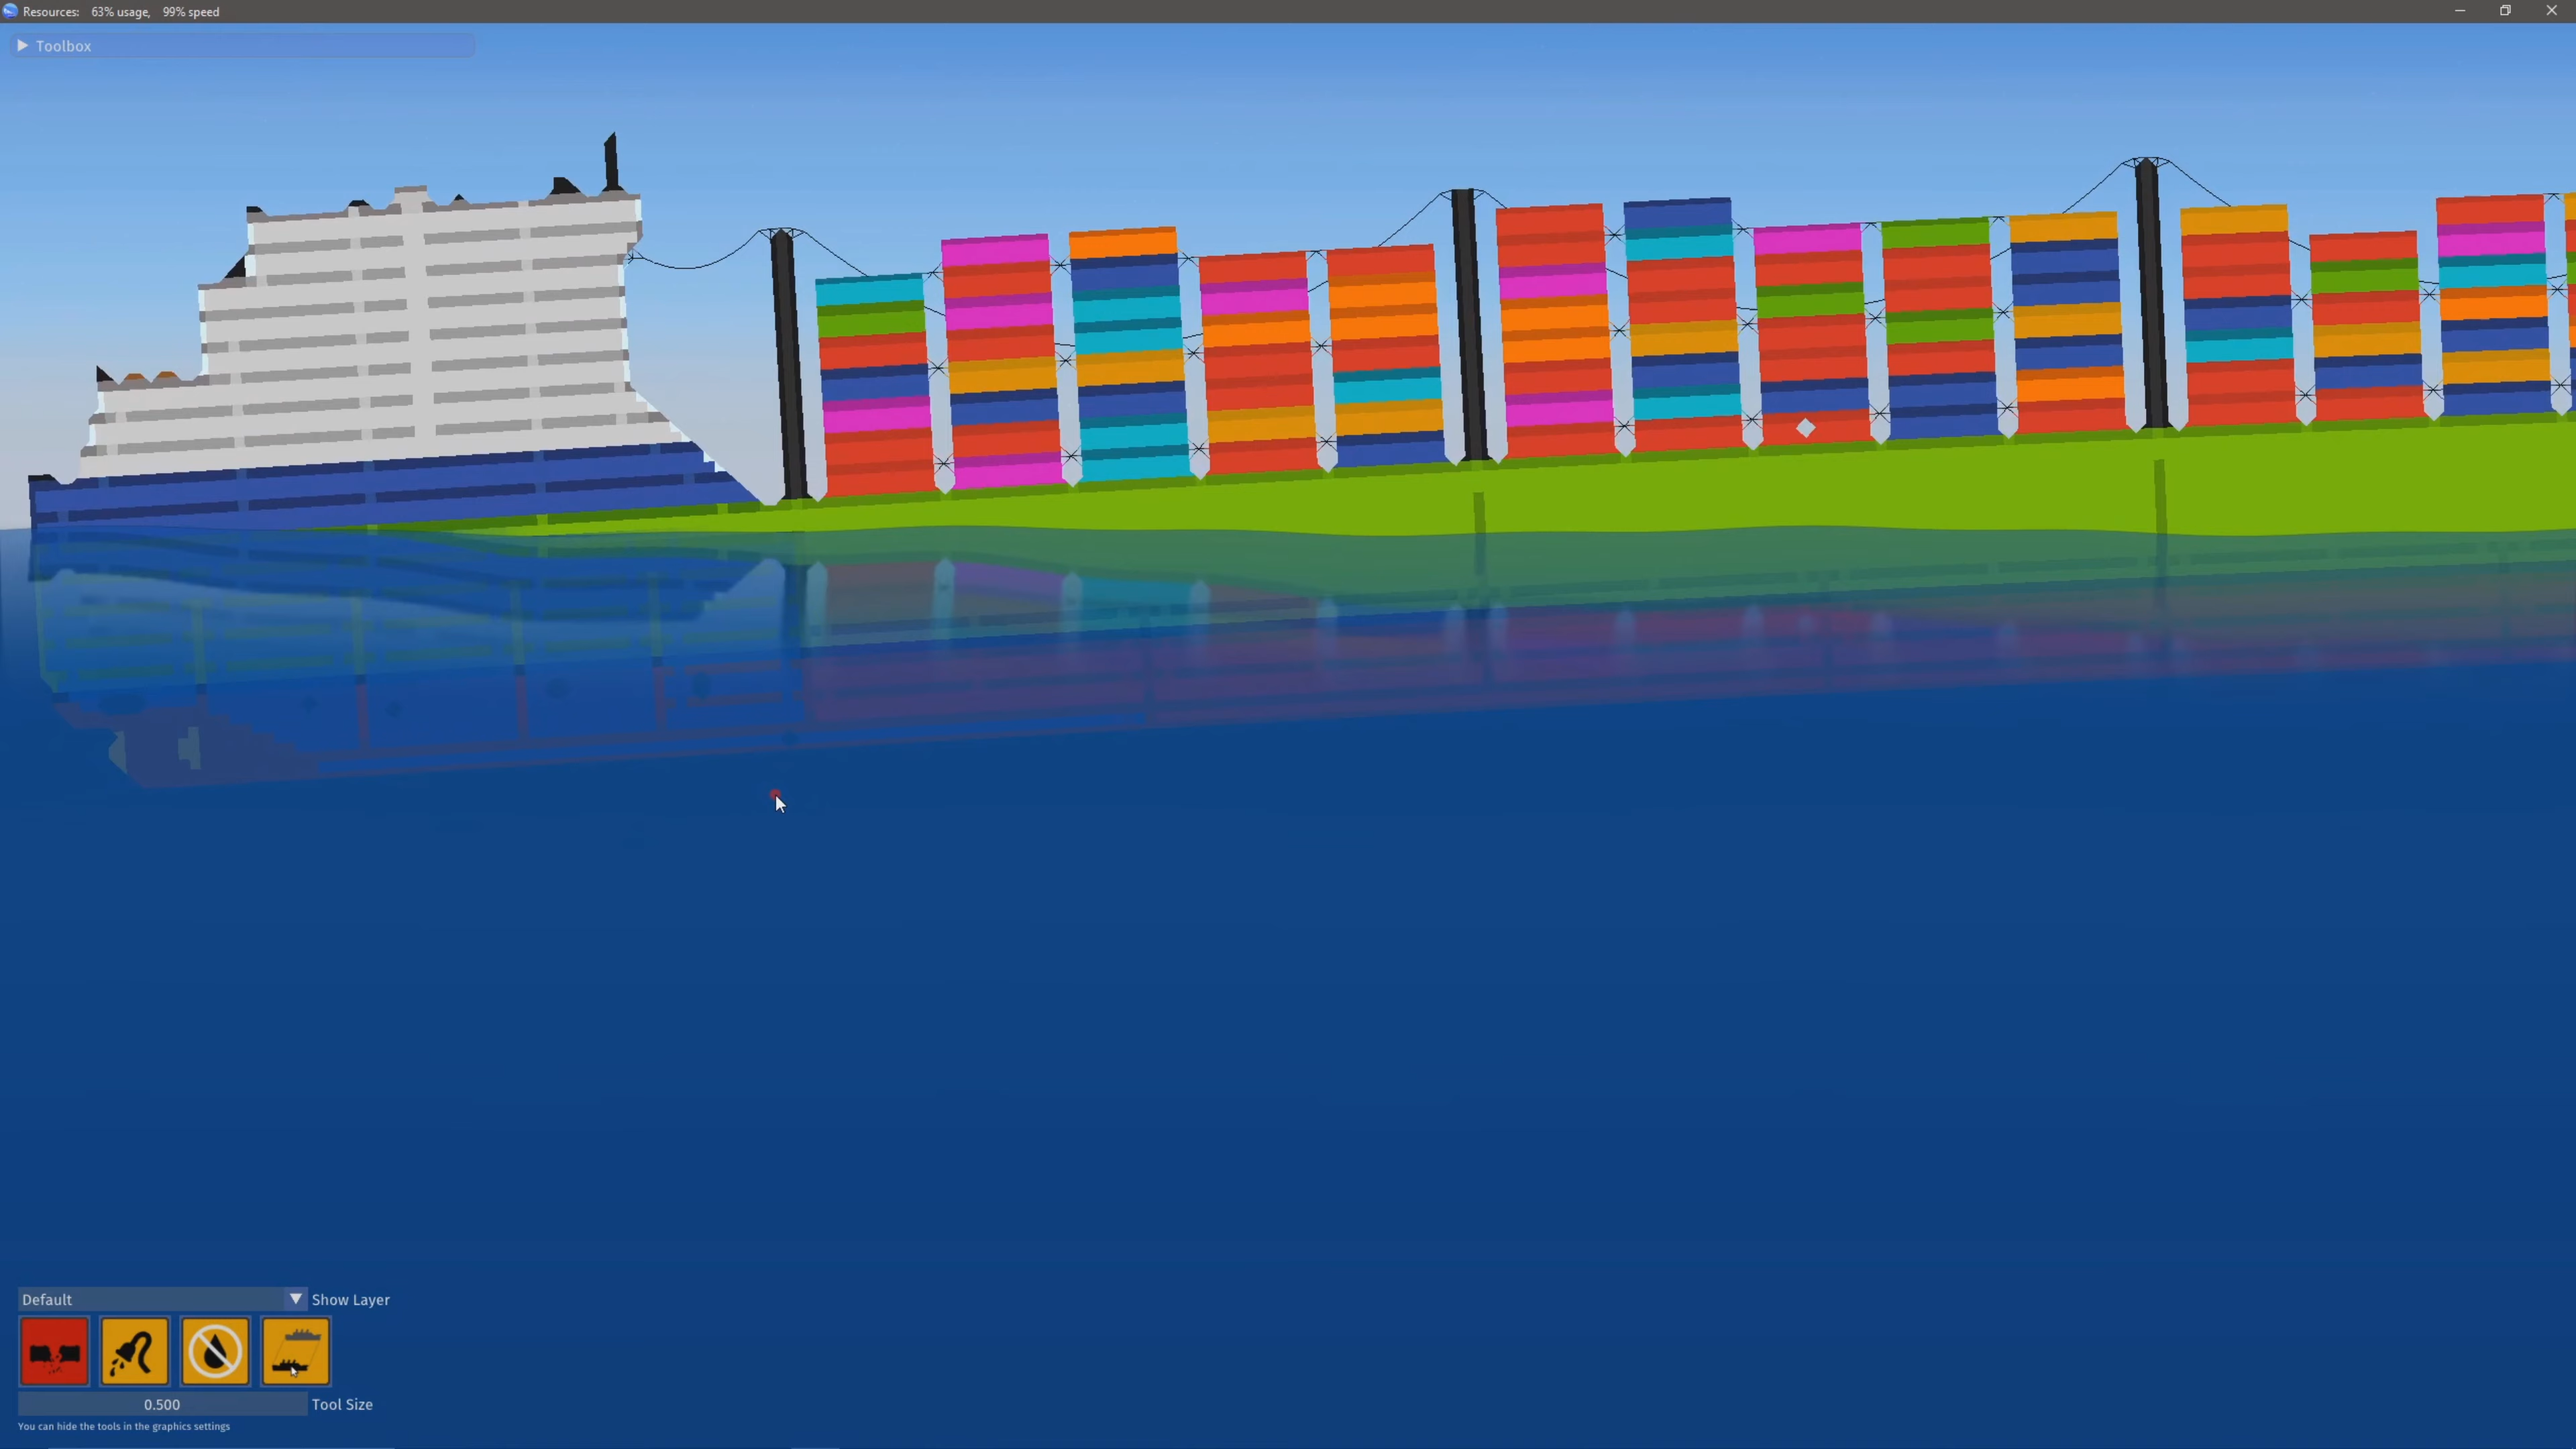 Resources: 63% usage, 99% speed
Toolbox
Default
Show Layer
0.500
Tool Size
You can hide the tools in the graphics settings